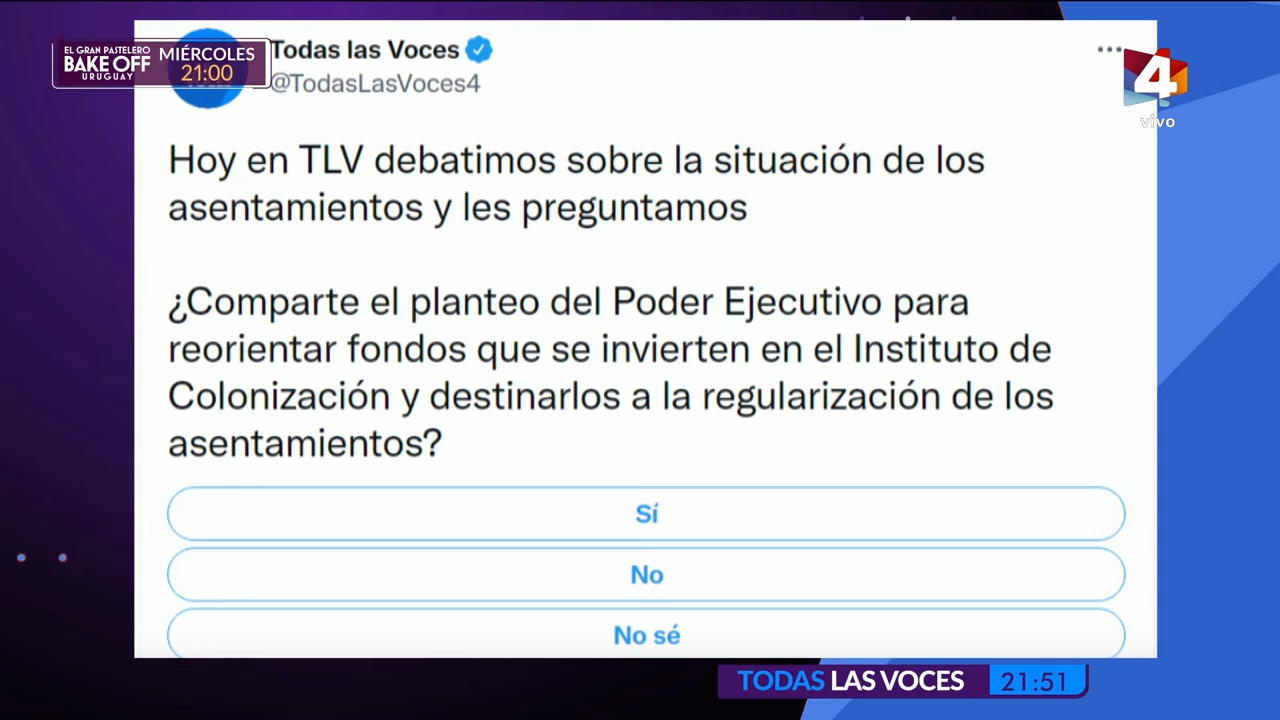 EL GRAN PASTELERO
BAKE OFF
URUGUAY
MIÉRCOLES
21:00
Todas las Voces
@TodasLasVoces4
4
vivo
Hoy en TLV debatimos sobre la situación de los
asentamientos y les preguntamos
¿Comparte el planteo del Poder Ejecutivo para
reorientar fondos que se invierten en el Instituto de
Colonización y destinarlos a la regularización de los
asentamientos?
Sí
No
No sé
TODAS LAS VOCES 21:51